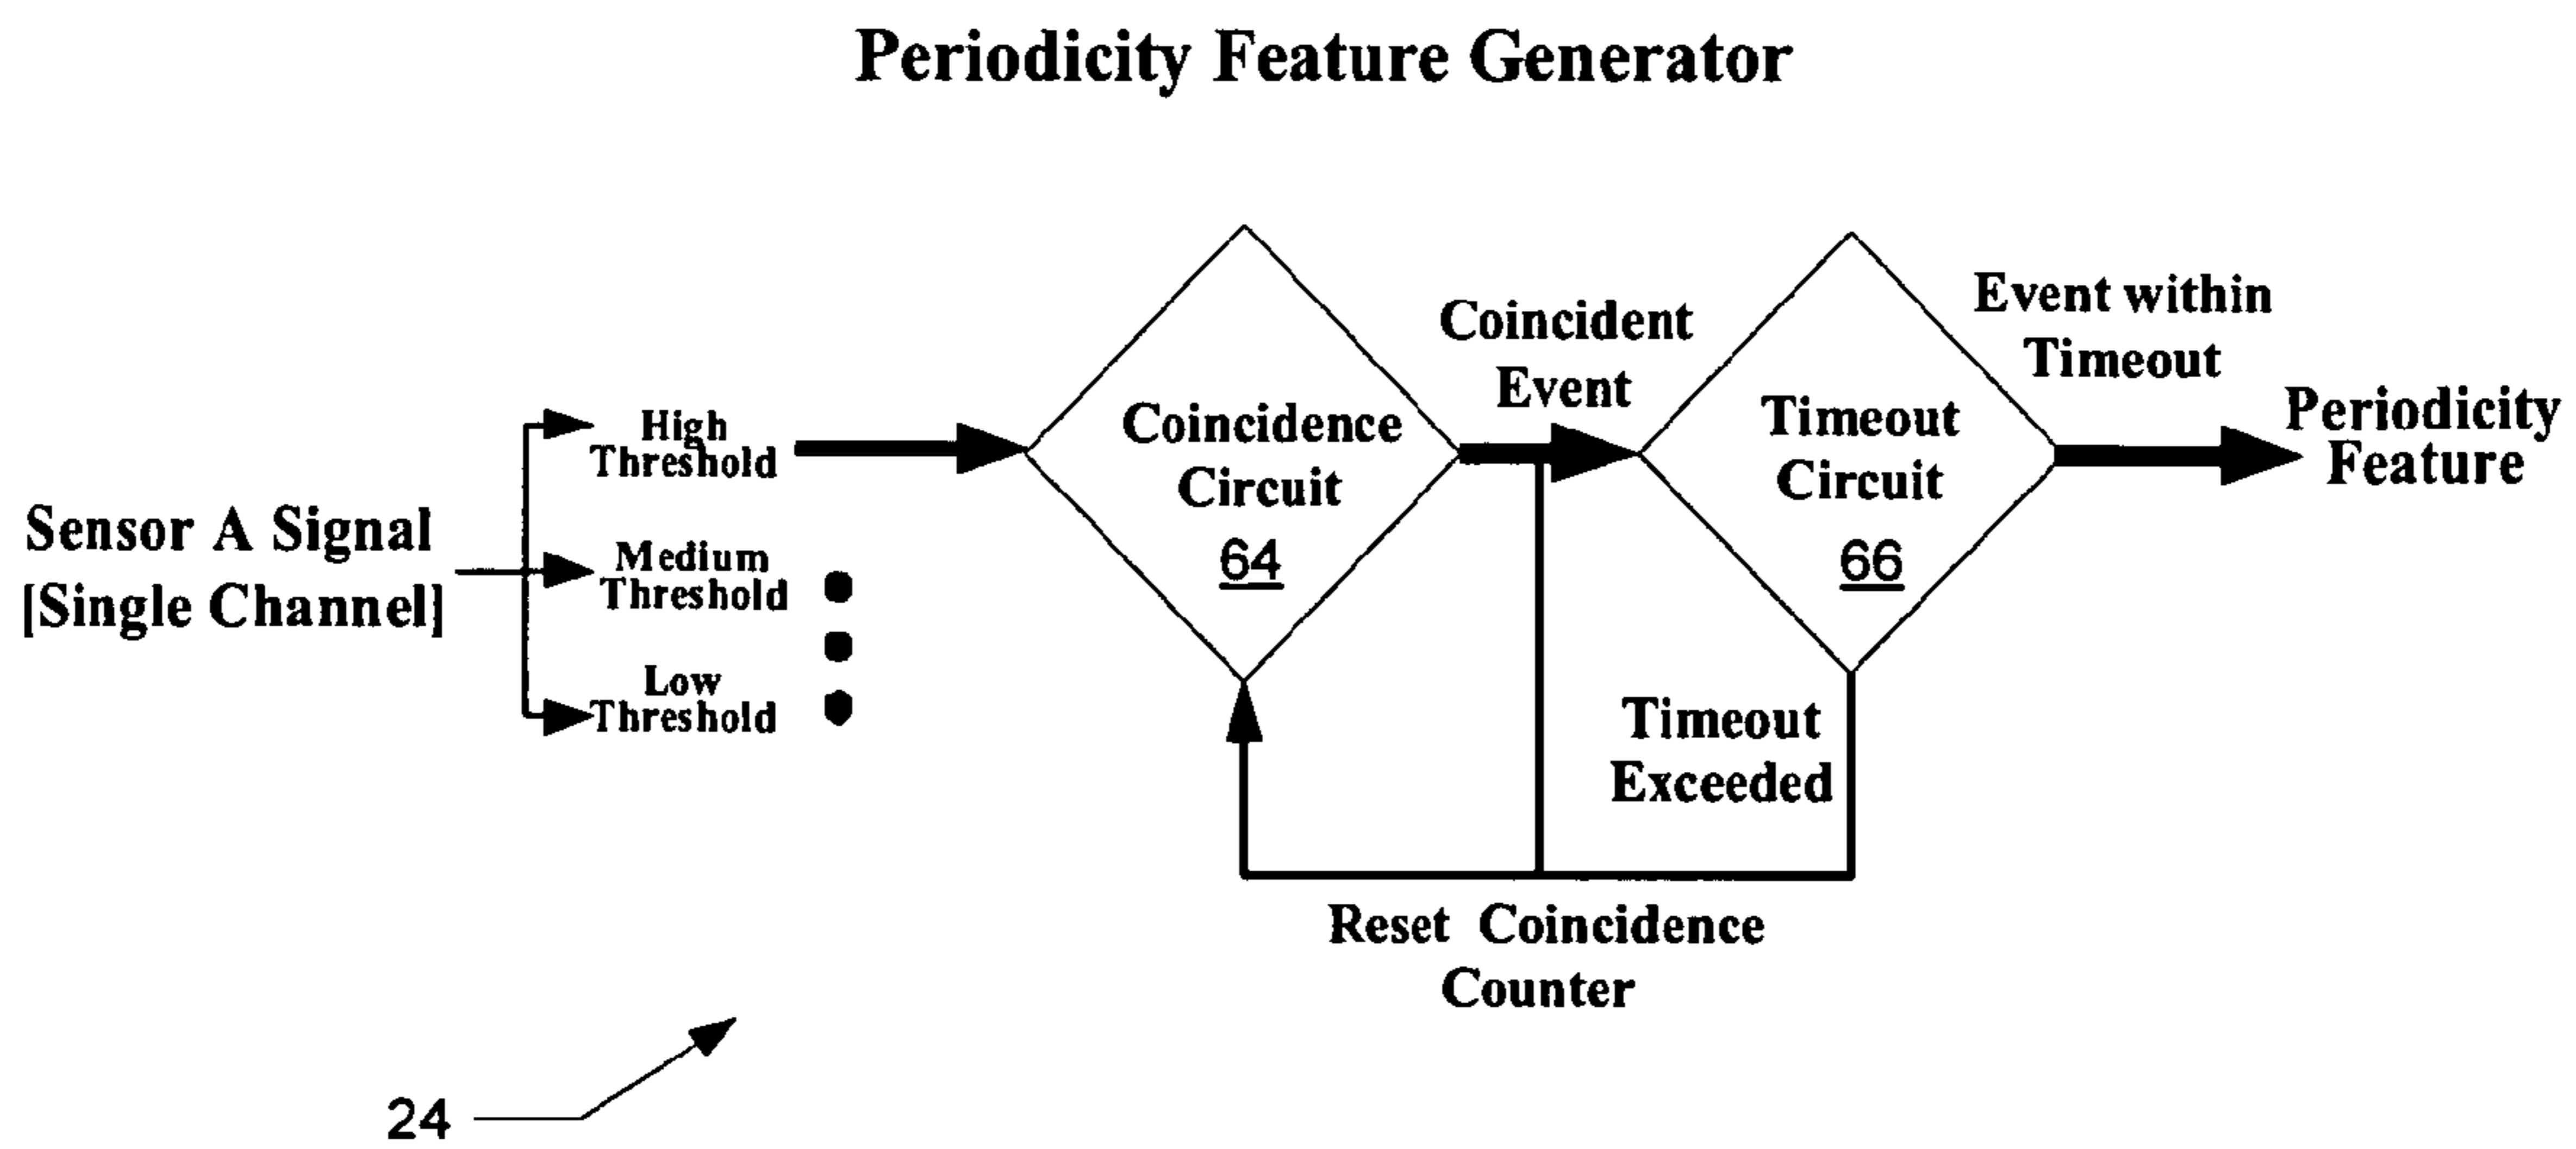 Periodicity Feature Generator
Sensor A Signal
[Single Channel]
High
Threshold
Medium
Threshold
Low
Threshold
Coincidence
Circuit
64
Coincident
Event
Timeout
Circuit
66
Event within
Timeout
Periodicity
Feature
Timeout
Exceeded
Reset Coincidence
Counter
24